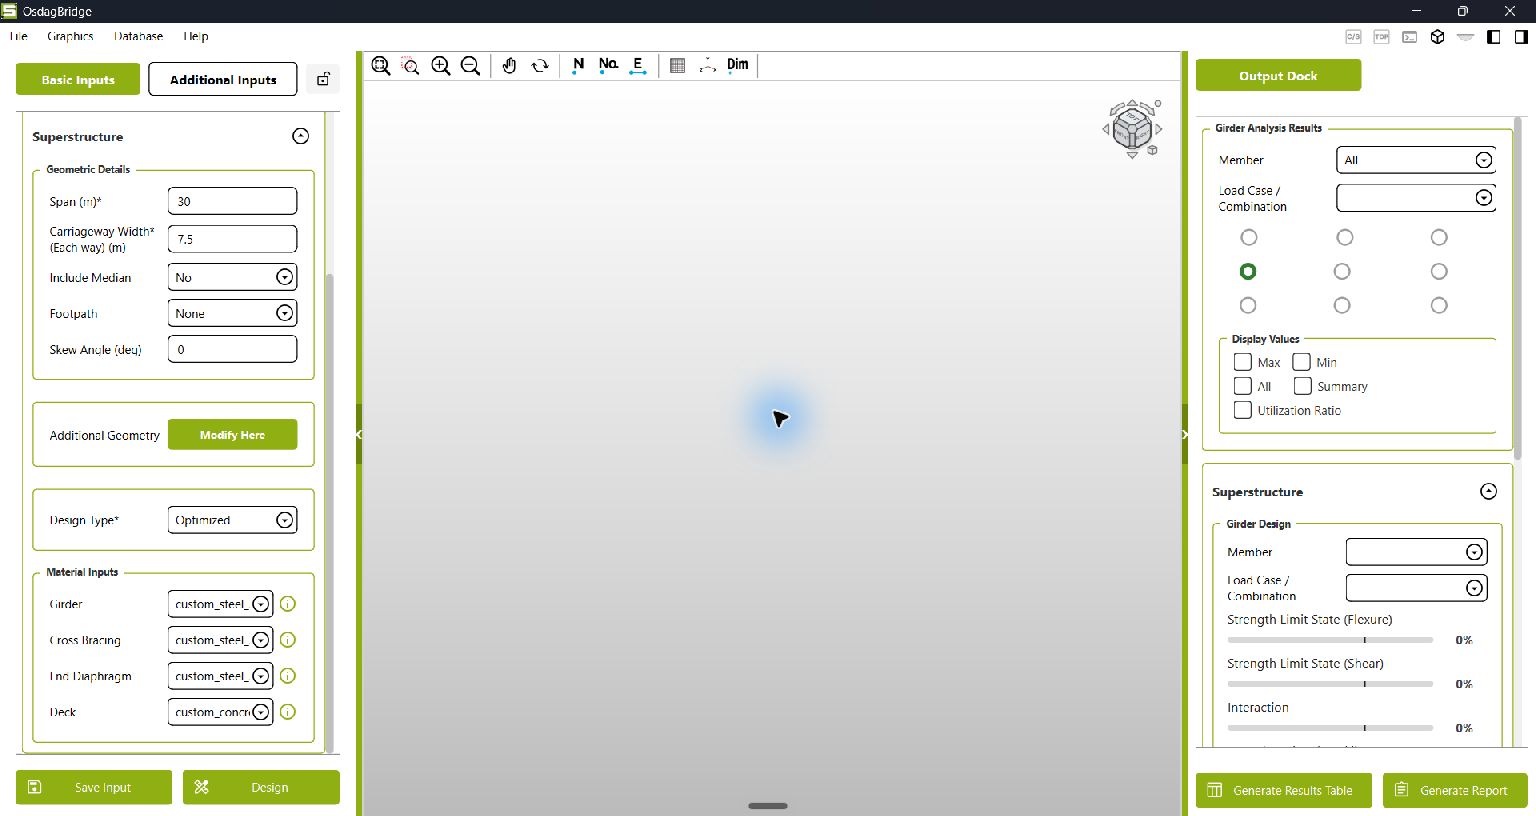 OsdagBridge
File Graphics Database Help
C/S TOP
Basic Inputs Additional Inputs
Output Dock
N No. E Dim
Superstructure
Geometric Details
Span (m)* 30
Carriageway Width*
(Each way) (m) 7.5
Include Median No
Footpath None
Skew Angle (deg) 0
Additional Geometry Modify Here
Design Type* Optimized
Material Inputs
Girder custom_steel_
Cross Bracing custom_steel_
End Diaphragm custom_steel_
Deck custom_concr
Save Input Design
Girder Analysis Results
Member All
Load Case /
Combination
Display Values
Max Min
All Summary
Utilization Ratio
Superstructure
Girder Design
Member
Load Case /
Combination
Strength Limit State (Flexure)
0%
Strength Limit State (Shear)
0%
Interaction
0%
Generate Results Table Generate Report